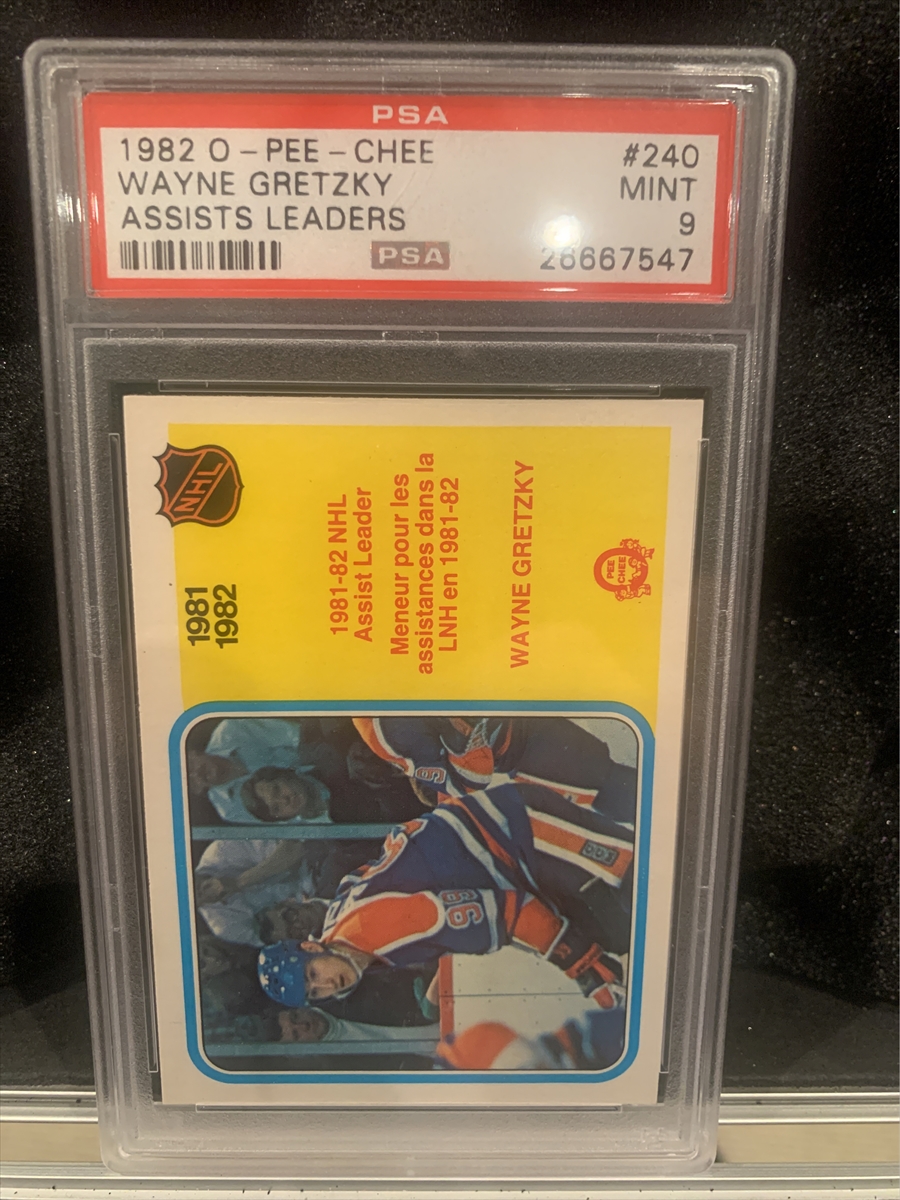 PSA
1982 O-PEE-CHEE #240
WAYNE GRETZKY MINT
ASSISTS LEADERS 9
PSA 26667547
NHL
1981
1982
1981-82 NHL
Assist Leader
Meneur pour les
assistances dans la
LNH en 1981-82
WAYNE GRETZKY
O
PEE
CHEE
99